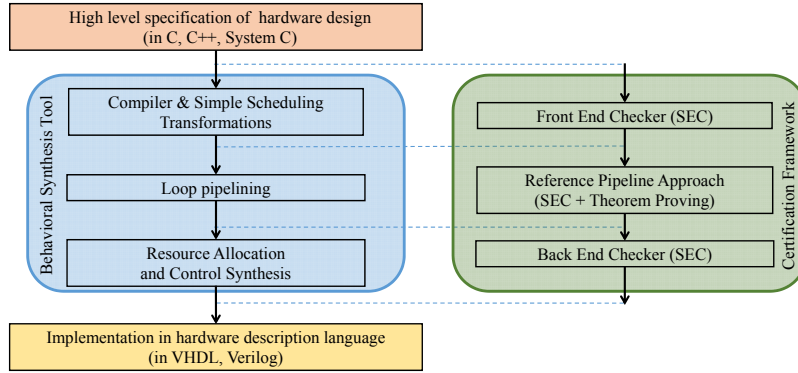 High level specification of hardware design
(in C, C++, System C)
Behavioral Synthesis Tool
Compiler & Simple Scheduling
Transformations
Loop pipelining
Resource Allocation
and Control Synthesis
Front End Checker (SEC)
Reference Pipeline Approach
(SEC + Theorem Proving)
Back End Checker (SEC)
Certification Framework
Implementation in hardware description language
(in VHDL, Verilog)